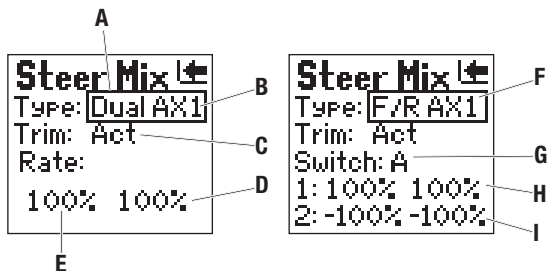 A
Steer Mix
Type: Dual AX1
B
Trim: Act
C
Rate:
D
100% 100%
E
Steer Mix
Type: F/R AX1
F
Trim: Act
Switch: A
G
1: 100% 100%
H
2: -100% -100%
I